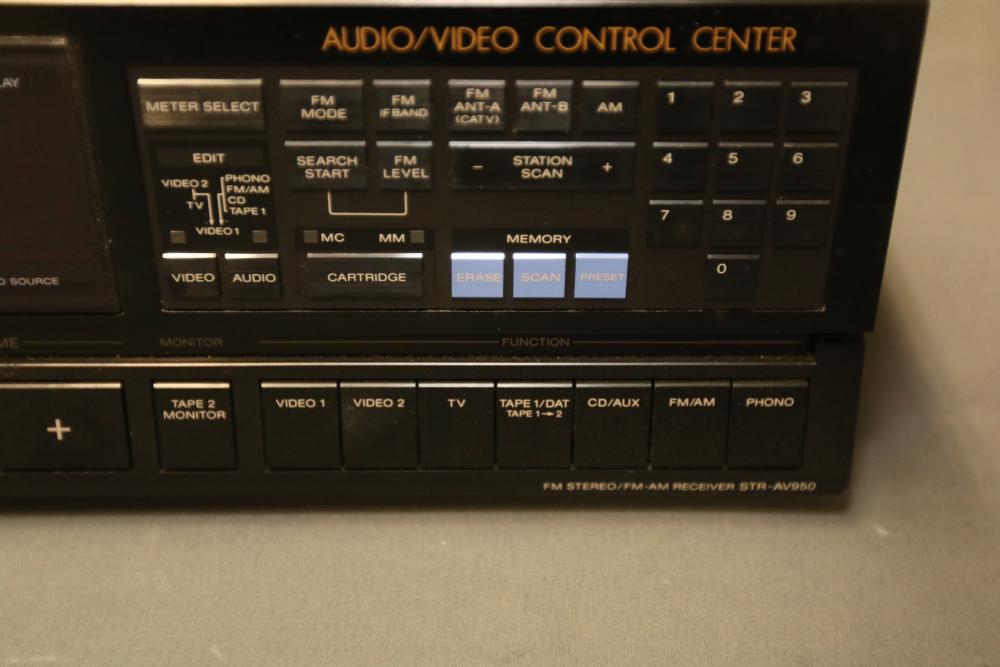 AUDIO/VIDEO CONTROL CENTER
LAY
METER SELECT
FM MODE
FM IF BAND
FM ANT-A (CATV)
FM ANT-B
AM
1 2 3
EDIT
VIDEO 2
TV
PHONO
FM/AM
CD
TAPE 1
VIDEO 1
SEARCH START
FM LEVEL
- STATION SCAN +
4 5 6
7 8 9
MC MM
MEMORY
VIDEO AUDIO
CARTRIDGE
ERASE SCAN PRESET
0
SOURCE
ME
MONITOR
FUNCTION
+
TAPE 2 MONITOR
VIDEO 1
VIDEO 2
TV
TAPE 1/DAT
TAPE 1→2
CD/AUX
FM/AM
PHONO
FM STEREO/FM-AM RECEIVER STR-AV950